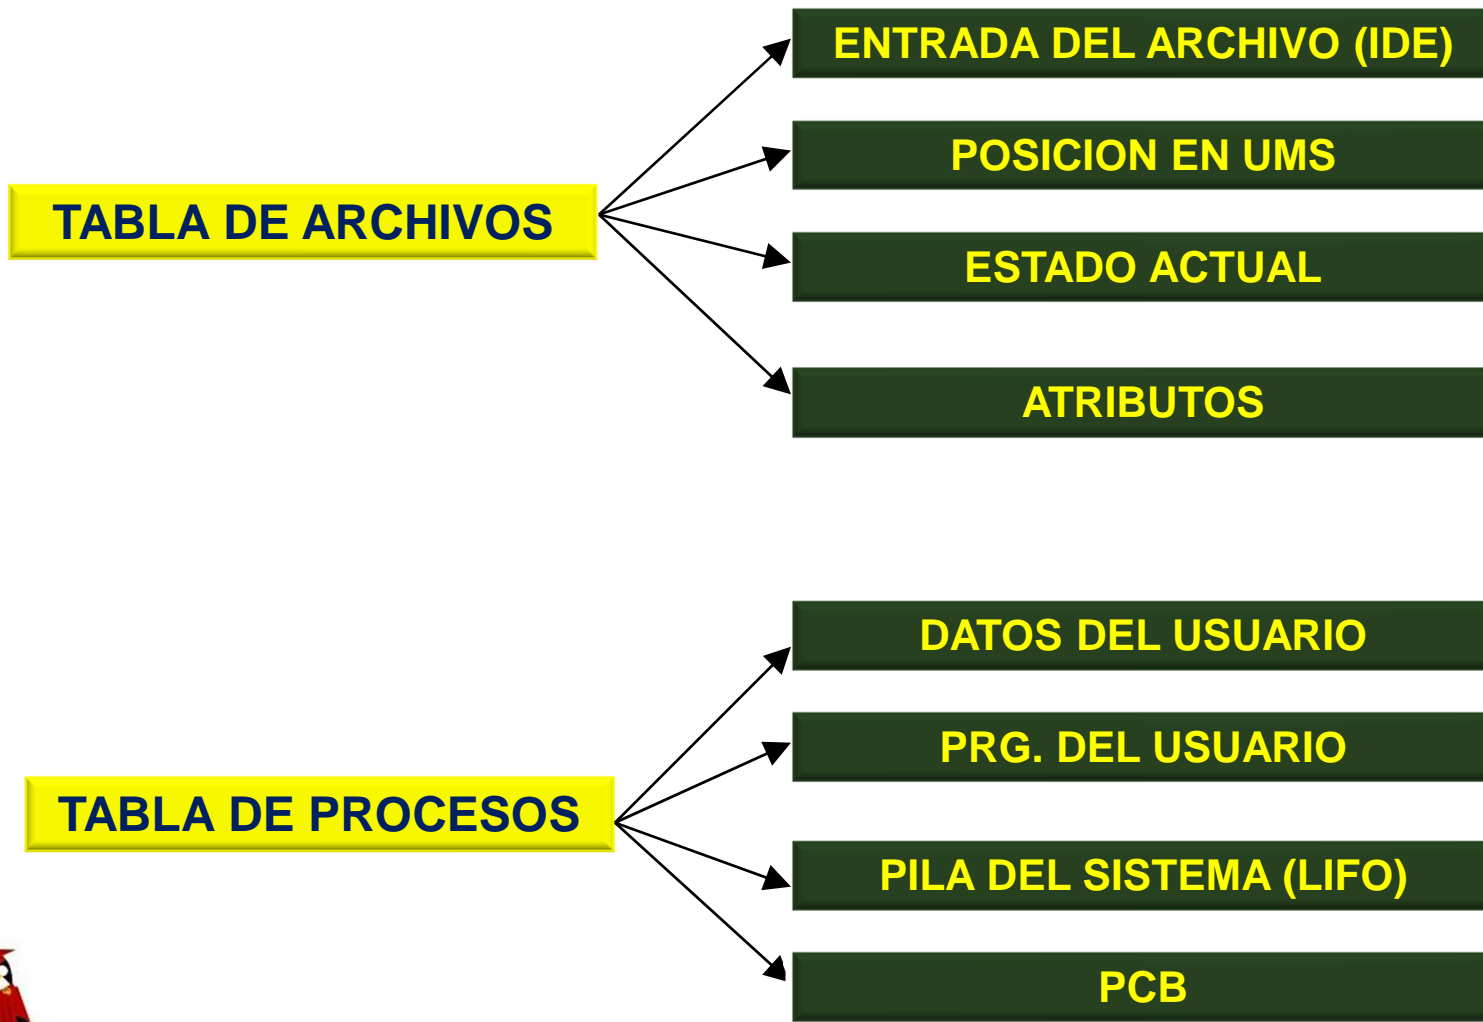 ENTRADA DEL ARCHIVO (IDE)
POSICION EN UMS
TABLA DE ARCHIVOS
ESTADO ACTUAL
ATRIBUTOS
DATOS DEL USUARIO
PRG. DEL USUARIO
TABLA DE PROCESOS
PILA DEL SISTEMA (LIFO)
PCB